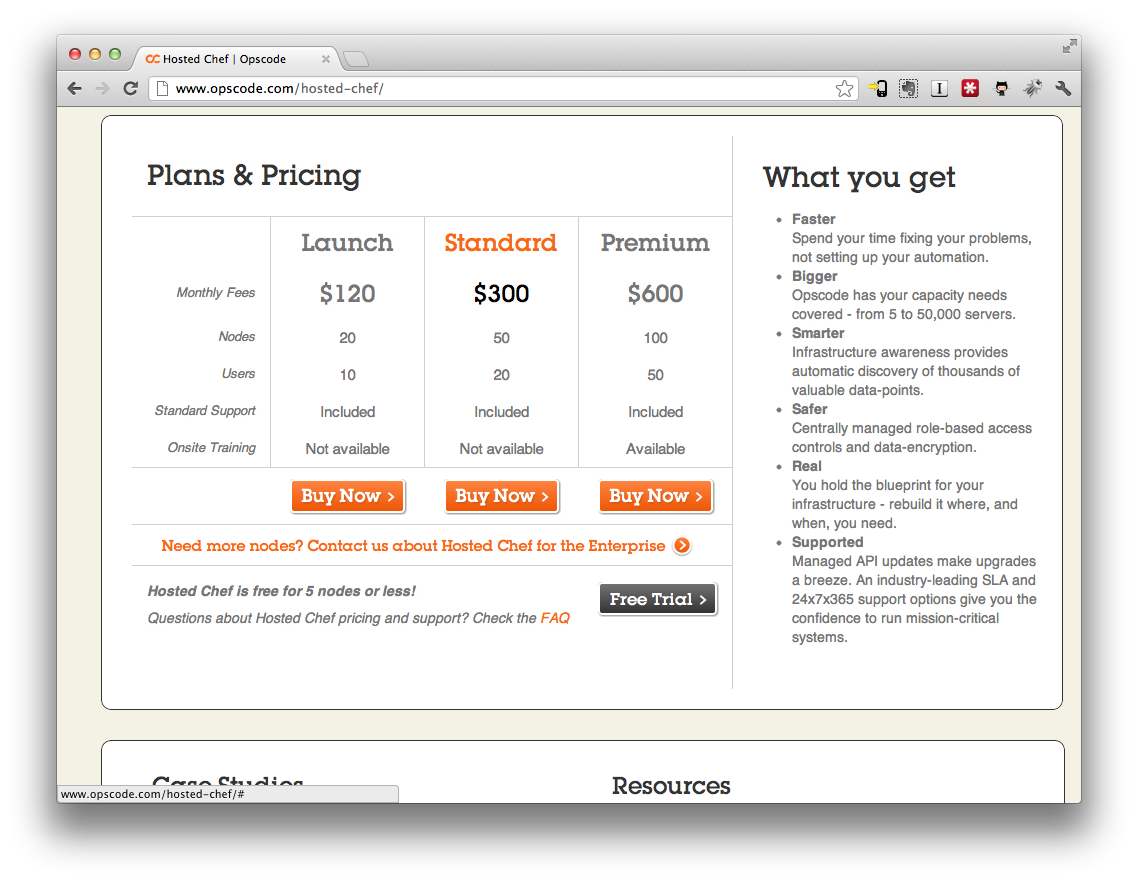 Hosted Chef | Opscode
www.opscode.com/hosted-chef/
Plans & Pricing
Launch Standard Premium
Monthly Fees $120 $300 $600
Nodes 20 50 100
Users 10 20 50
Standard Support Included Included Included
Onsite Training Not available Not available Available
Buy Now > Buy Now > Buy Now >
Need more nodes? Contact us about Hosted Chef for the Enterprise
Hosted Chef is free for 5 nodes or less!
Questions about Hosted Chef pricing and support? Check the FAQ
Free Trial >
What you get
• Faster
Spend your time fixing your problems,
not setting up your automation.
• Bigger
Opscode has your capacity needs
covered - from 5 to 50,000 servers.
• Smarter
Infrastructure awareness provides
automatic discovery of thousands of
valuable data-points.
• Safer
Centrally managed role-based access
controls and data-encryption.
• Real
You hold the blueprint for your
infrastructure - rebuild it where, and
when, you need.
• Supported
Managed API updates make upgrades
a breeze. An industry-leading SLA and
24x7x365 support options give you the
confidence to run mission-critical
systems.
Case Studies
Resources
www.opscode.com/hosted-chef/#